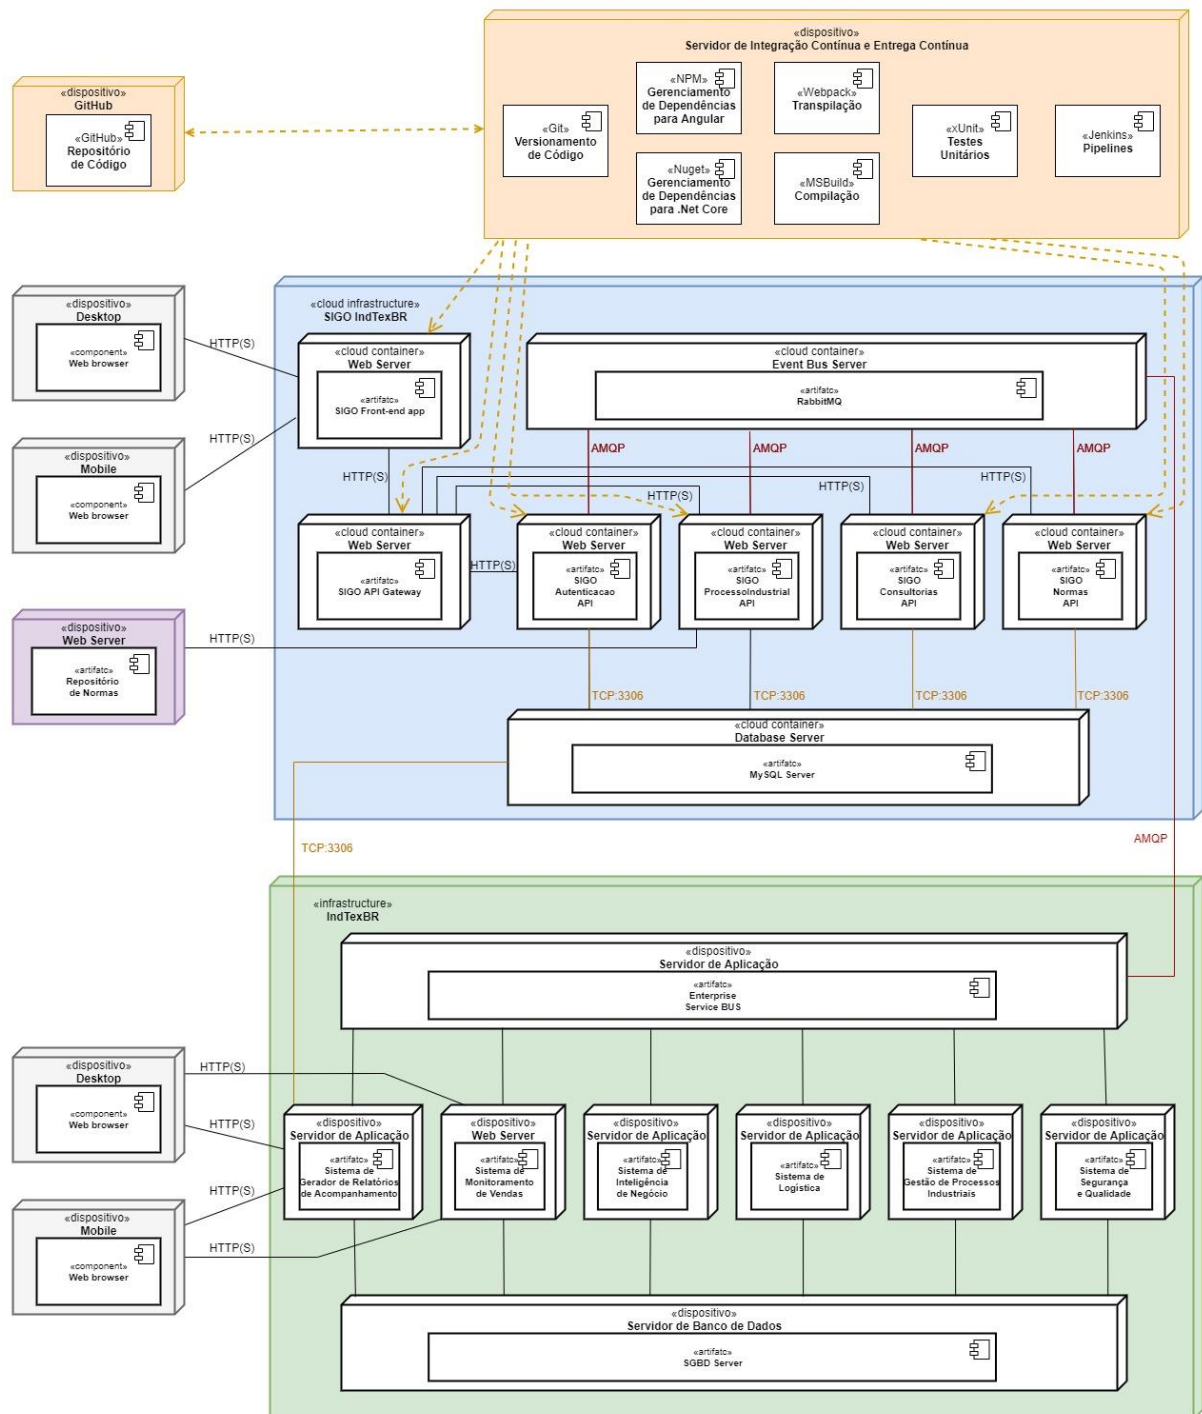 «dispositivo»
Servidor de Integração Contínua e Entrega Contínua
«NPM»
Gerenciamento
de Dependências
para Angular
«Webpack»
Transpilação
«dispositivo»
GitHub
«GitHub»
Repositório
de Código
«Git»
Versionamento
de Código
«xUnit»
Testes
Unitários
«Jenkins»
Pipelines
«Nuget»
Gerenciamento
de Dependências
para .Net Core
«MSBuild»
Compilação
«dispositivo»
Desktop
«component»
Web browser
HTTP(S)
«cloud infrastructure»
SIGO IndTexBR
«cloud container»
Web Server
«artifatc»
SIGO Front-end app
«cloud container»
Event Bus Server
«artifatc»
RabbitMQ
«dispositivo»
Mobile
«component»
Web browser
HTTP(S)
AMQP
AMQP
AMQP
AMQP
HTTP(S)
HTTP(S)
HTTP(S)
HTTP(S)
«cloud container»
Web Server
«artifatc»
SIGO API Gateway
HTTP(S)
«cloud container»
Web Server
«artifatc»
SIGO
Autenticacao
API
«cloud container»
Web Server
«artifatc»
SIGO
ProcessoIndustrial
API
«cloud container»
Web Server
«artifatc»
SIGO
Consultorias
API
«cloud container»
Web Server
«artifatc»
SIGO
Normas
API
«dispositivo»
Web Server
«artifatc»
Repositório
de Normas
HTTP(S)
TCP:3306
TCP:3306
TCP:3306
TCP:3306
«cloud container»
Database Server
«artifatc»
MySQL Server
TCP:3306
AMQP
«infrastructure»
IndTexBR
«dispositivo»
Servidor de Aplicação
«artifatc»
Enterprise
Service BUS
«dispositivo»
Desktop
«component»
Web browser
HTTP(S)
HTTP(S)
«dispositivo»
Servidor de Aplicação
«artifatc»
Sistema de
Gerador de Relatórios
de Acompanhamento
«dispositivo»
Web Server
«artifatc»
Sistema de
Monitoramento
de Vendas
«dispositivo»
Servidor de Aplicação
«artifatc»
Sistema de
Inteligência
de Negócio
«dispositivo»
Servidor de Aplicação
«artifatc»
Sistema de
Logística
«dispositivo»
Servidor de Aplicação
«artifatc»
Sistema de
Gestão de Processos
Industriais
«dispositivo»
Servidor de Aplicação
«artifatc»
Sistema de
Segurança
e Qualidade
«dispositivo»
Mobile
«component»
Web browser
HTTP(S)
HTTP(S)
«dispositivo»
Servidor de Banco de Dados
«artifatc»
SGBD Server